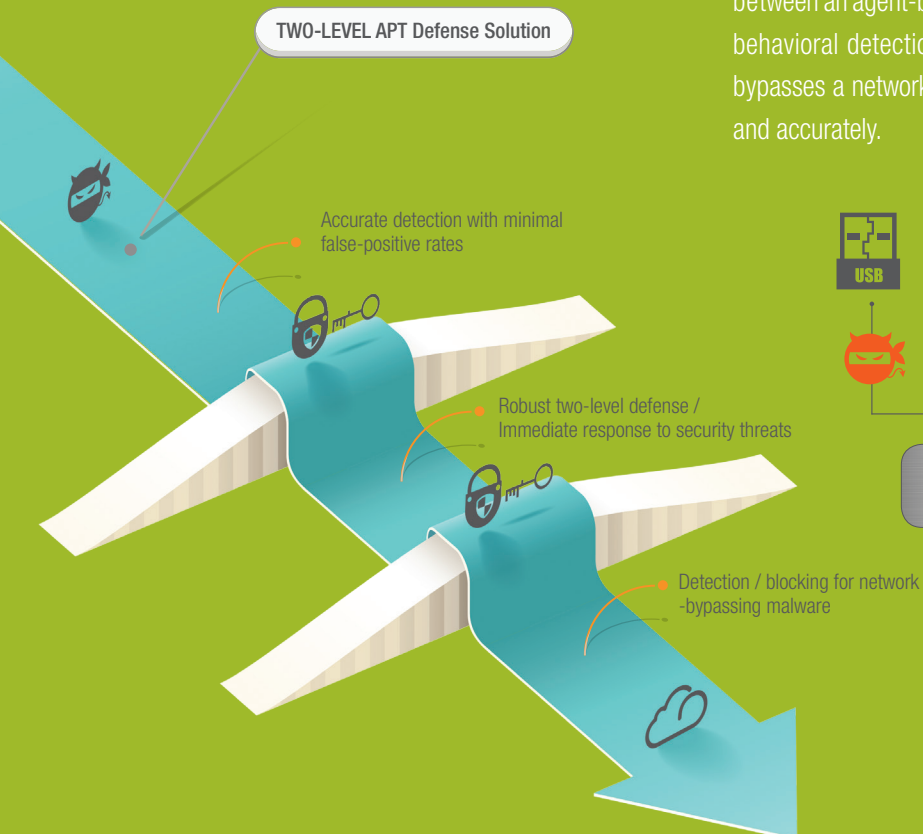 TWO-LEVEL APT Defense Solution
behavioral detectio
bypasses a network
and accurately.
Accurate detection with minimal
false-positive rates
USB
Robust two-level defense /
Immediate response to security threats
Detection / blocking for network
-bypassing malware